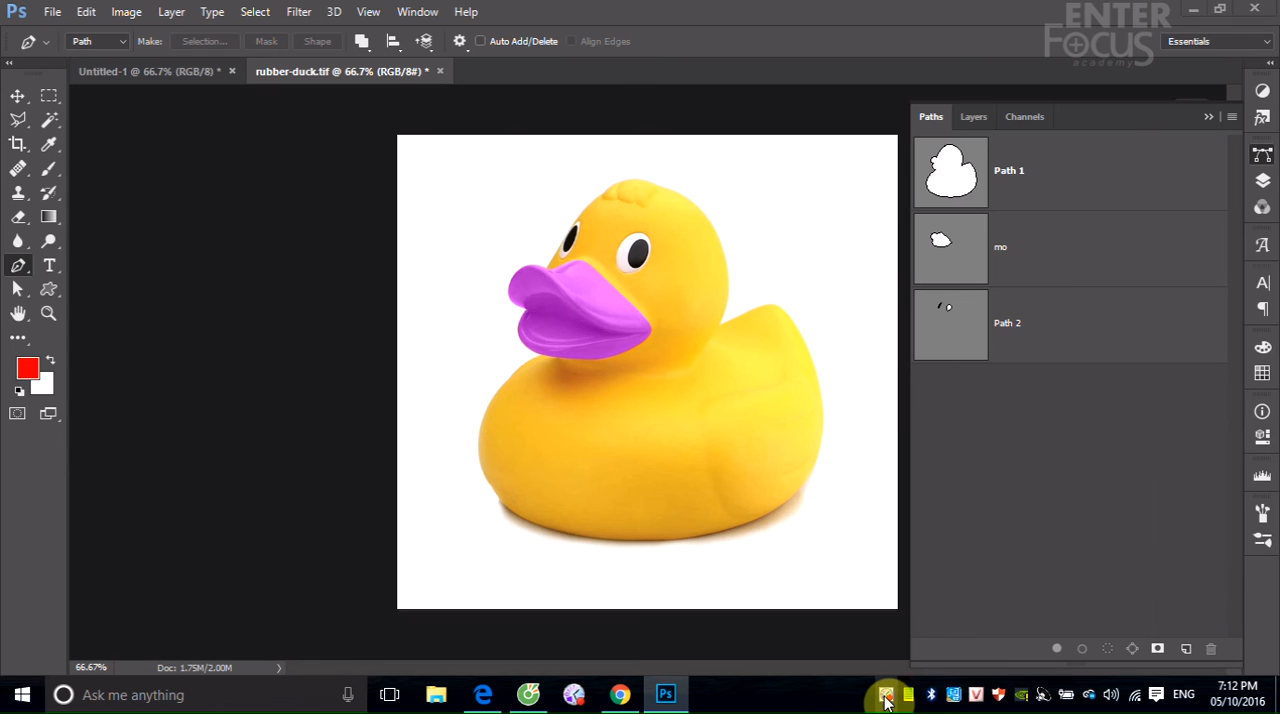 Ps File Edit Image Layer Type Select Filter 3D View Window Help
ENTER
FOCUS
academy
Path Make: Selection... Mask Shape Auto Add/Delete Align Edges Essentials
Untitled-1 @ 66.7% (RGB/8) * × rubber-duck.tif @ 66.7% (RGB/8#) * ×
Paths Layers Channels
Path 1
mo
Path 2
66.67% Doc: 1.75M/2.00M
Ask me anything
Ps
ENG
7:12 PM
05/10/2016